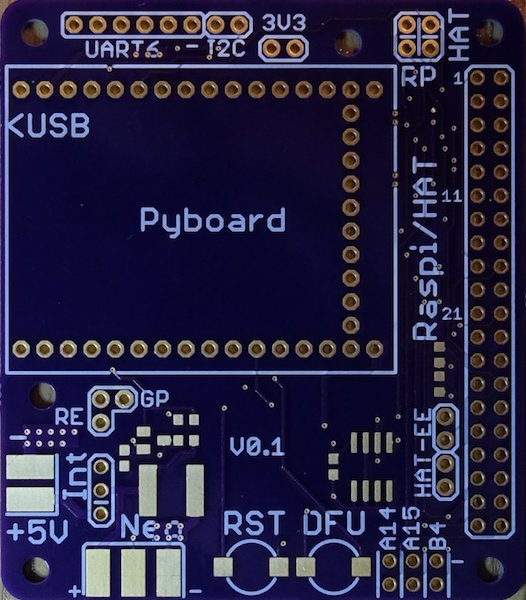 3V3
UART6 - I2C
HAT
RP
1
<USB
Pyboard
11
Raspi/HAT
21
GP
RE
-
V0.1
HAT-EE
Int
+5V
Neo
RST
DFU
A14
A15
B4
-
+
-